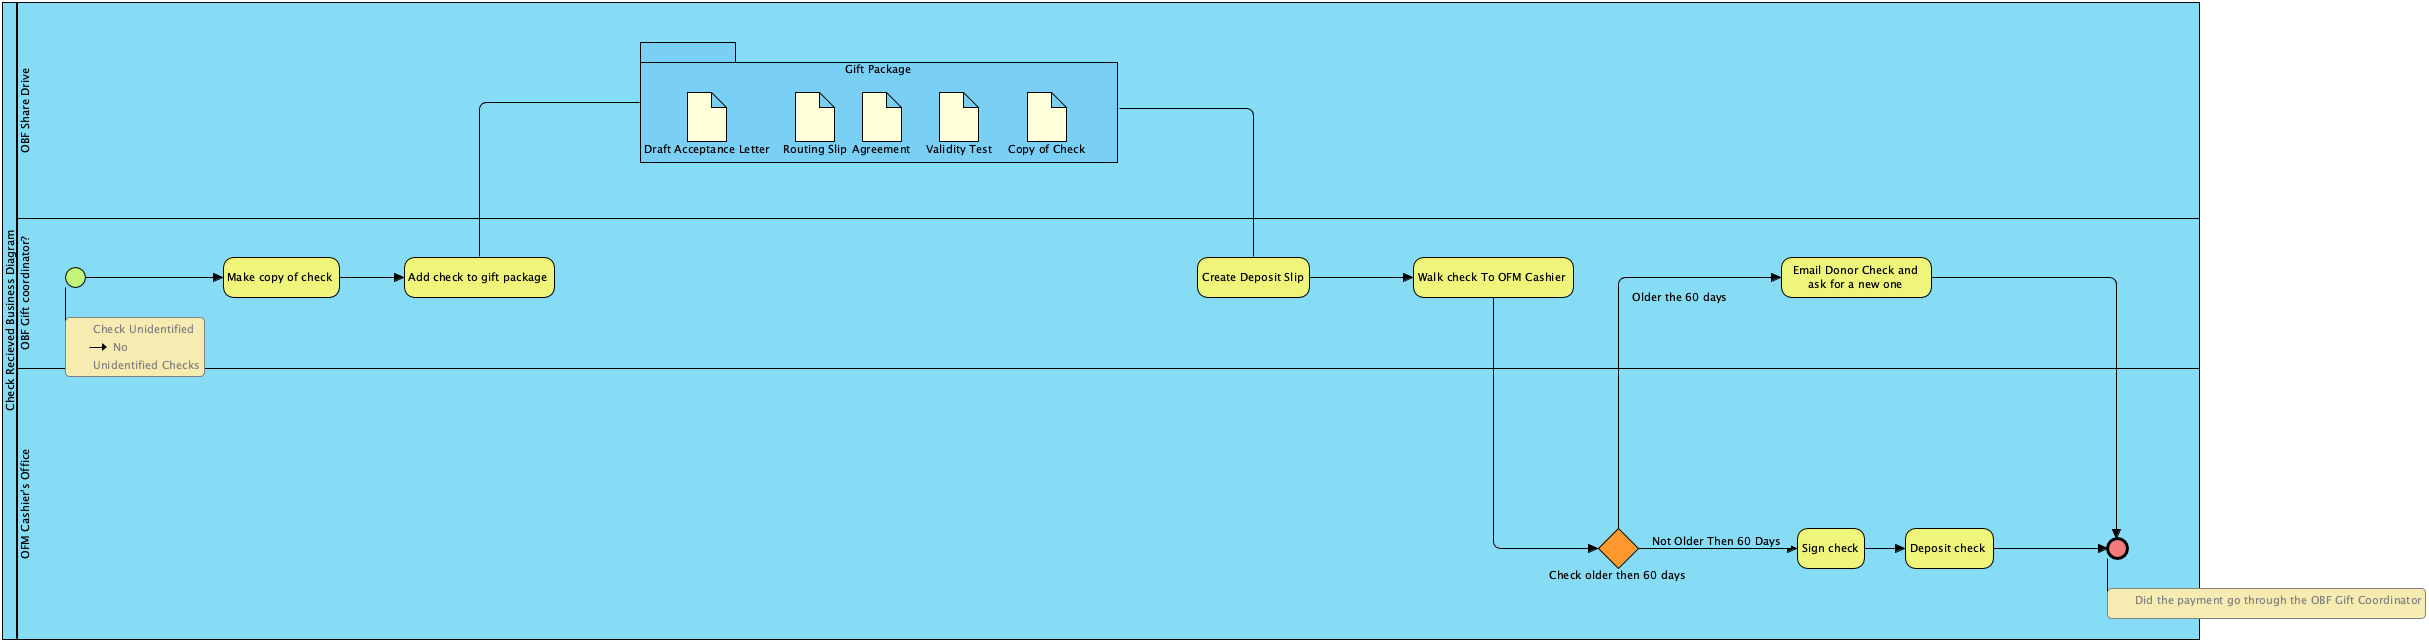 Check Recieved Business Diagram
OBF Share Drive
Gift Package
Draft Acceptance Letter
Routing Slip
Agreement
Validity Test
Copy of Check
OBF Gift coordinator?
Make copy of check
Add check to gift package
Create Deposit Slip
Walk check To OFM Cashier
Older the 60 days
Email Donor Check and
ask for a new one
Check Unidentified
No
Unidentified Checks
OFM Cashier's Office
Check older then 60 days
Not Older Then 60 Days
Sign check
Deposit check
Did the payment go through the OBF Gift Coordinator